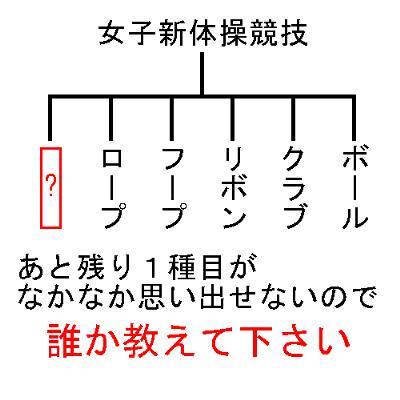 女子新体操競技
?
ロープ
フープ
リボン
クラブ
ボール
あと残り１種目が
なかなか思い出せないので
誰か教えて下さい